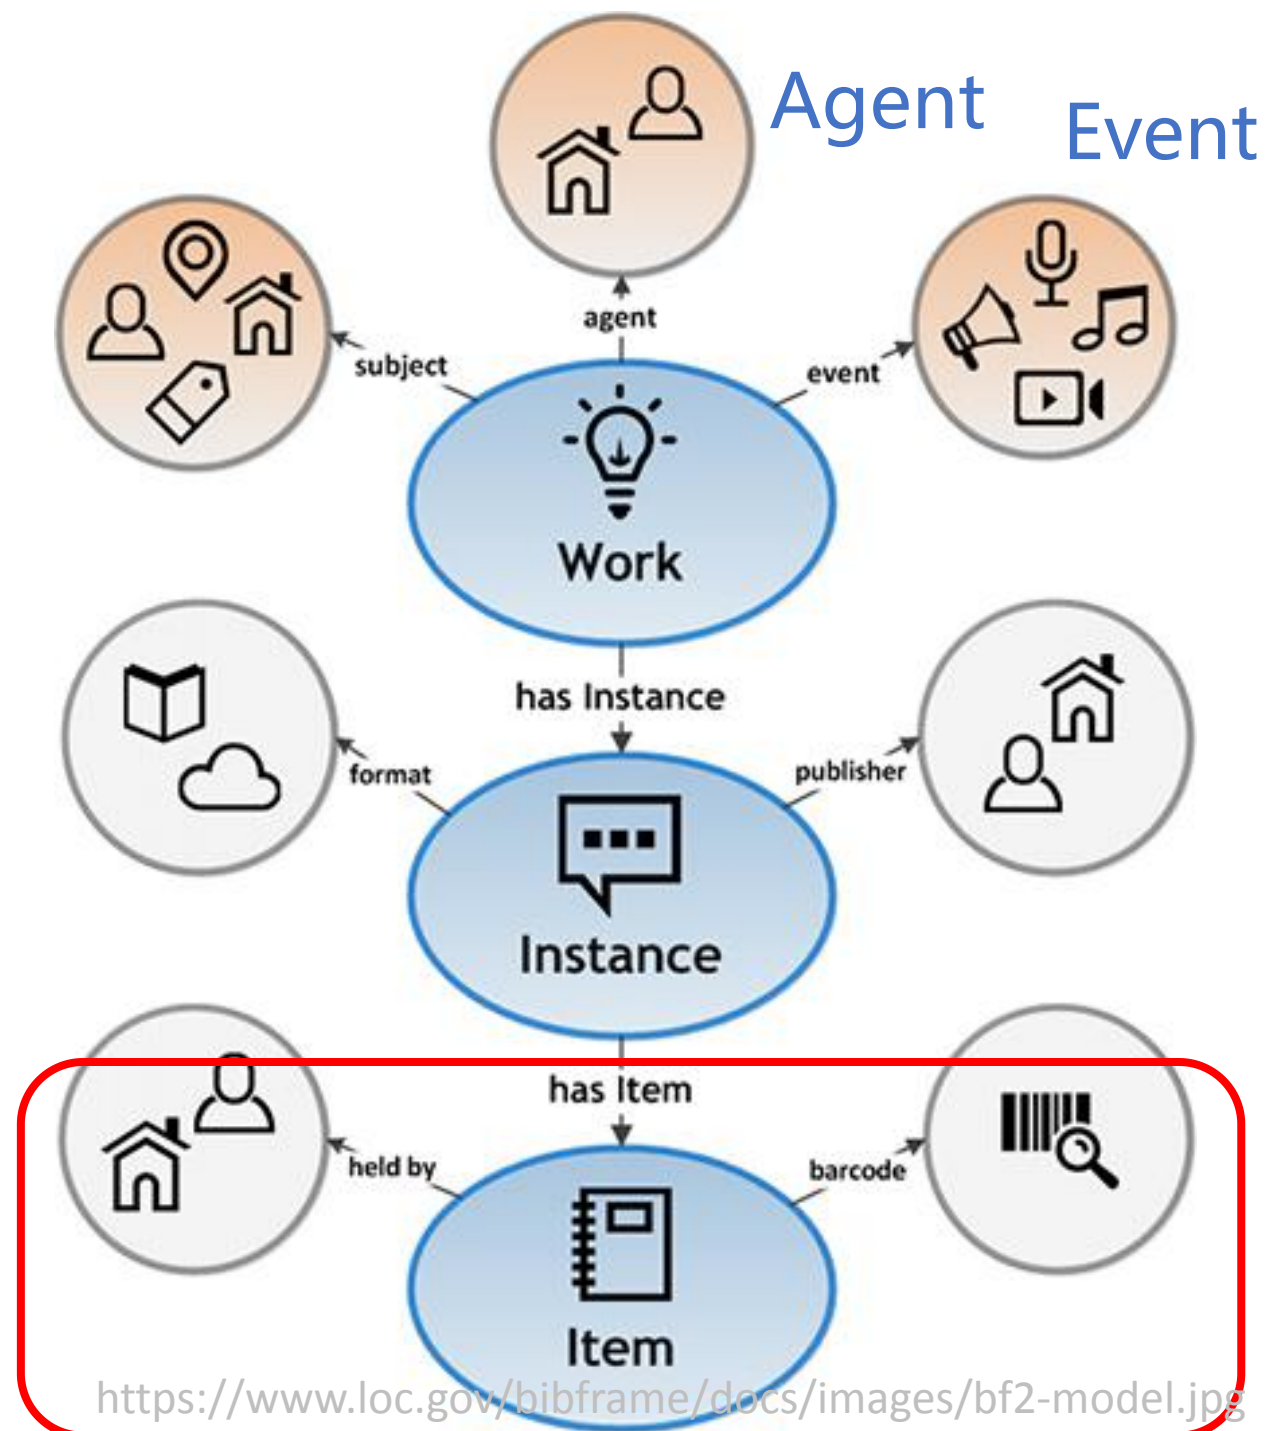 Agent
Event
agent
subject
event
Work
has Instance
format
publisher
Instance
has Item
held by
barcode
Item
https://www.loc.gov/bibframe/docs/images/bf2-model.jpg